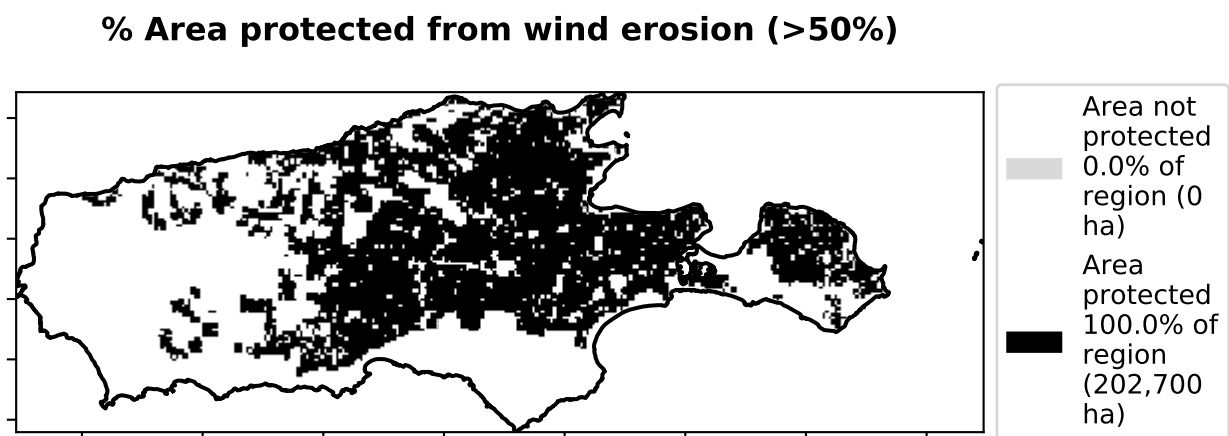 % Area protected from wind erosion (>50%)
Area not
protected
0.0% of
region (0
ha)
Area
protected
100.0% of
region
(202,700
ha)